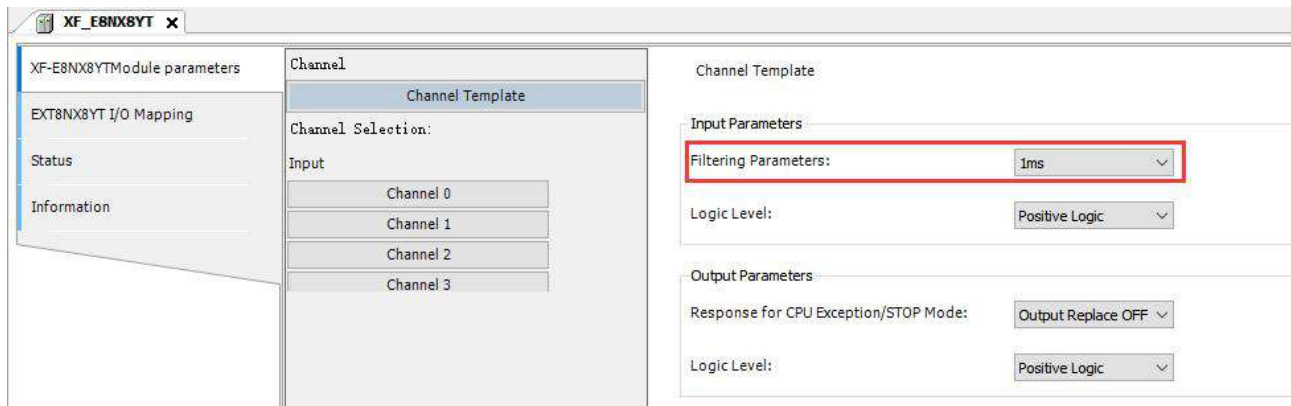 XF_E8NX8YT x
XF-E8NX8YTModule parameters
EXT8NX8YT I/O Mapping
Status
Information
Channel
Channel Template
Channel Selection:
Input
Channel 0
Channel 1
Channel 2
Channel 3
Channel Template
Input Parameters
Filtering Parameters: 1ms
Logic Level: Positive Logic
Output Parameters
Response for CPU Exception/STOP Mode: Output Replace OFF
Logic Level: Positive Logic